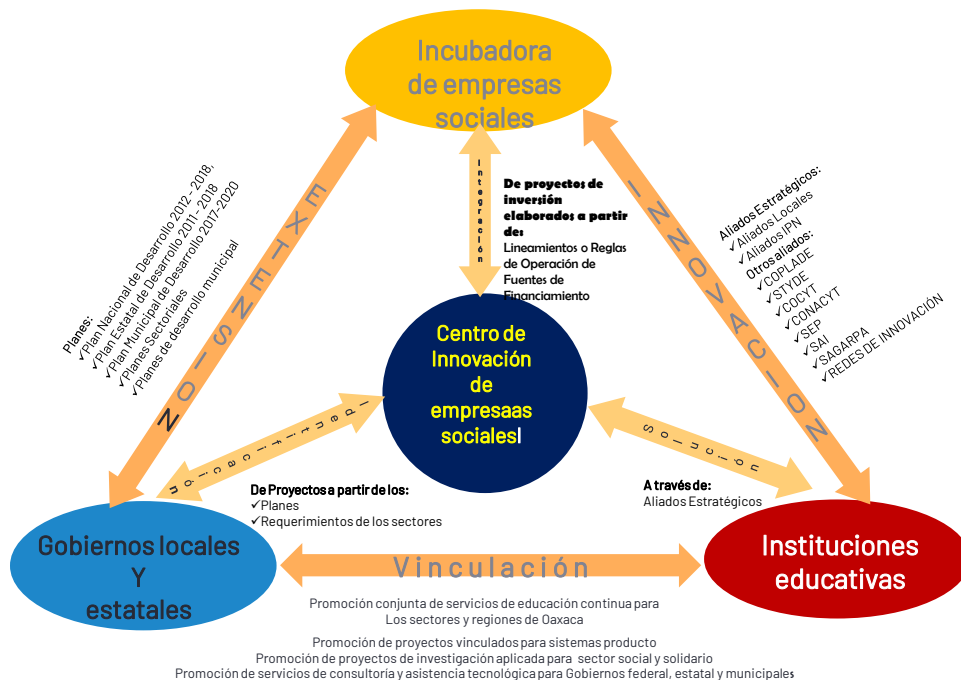 Incubadora
de empresas
sociales
EXTENSION
INNOVACION
Integración
De proyectos de
inversión
elaborados a partir
de:
Lineamientos o Reglas
de Operación de
Fuentes de
Financiamiento
Planes:
✓Plan Nacional de Desarrollo 2012 - 2018,
✓Plan Estatal de Desarrollo 2011- 2018
✓Plan Municipal de Desarrollo 2017-2020
✓Planes Sectoriales
✓Planes de desarrollo municipal
Aliados Estratégicos:
✓Aliados Locales
✓Aliados IPN
Otros aliados:
✓COPLADE
✓STYDE
✓COCYT
✓CONACYT
✓SEP
✓SAI
✓SAGARPA
✓REDES DE INNOVACIÓN
Centro de
Innovación
de
empresaas
socialesl
Identificación
Solución
De Proyectos a partir de los:
✓Planes
✓Requerimientos de los sectores
A través de:
Aliados Estratégicos
Gobiernos locales
Y
estatales
Vinculación
Instituciones
educativas
Promoción conjunta de servicios de educación continua para
Los sectores y regiones de Oaxaca
Promoción de proyectos vinculados para sistemas producto
Promoción de proyectos de investigación aplicada para sector social y solidario
Promoción de servicios de consultoría y asistencia tecnológica para Gobiernos federal, estatal y municipales